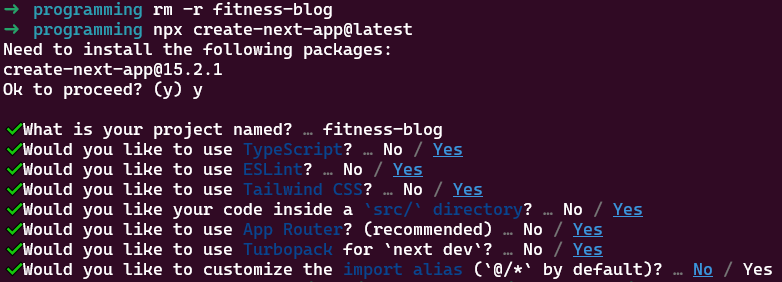 → programming rm -r fitness-blog
→ programming npx create-next-app@latest
Need to install the following packages:
create-next-app@15.2.1
Ok to proceed? (y) y
✔What is your project named? … fitness-blog
✔Would you like to use TypeScript? … No / Yes
✔Would you like to use ESLint? … No / Yes
✔Would you like to use Tailwind CSS? … No / Yes
✔Would you like your code inside a `src/` directory? … No / Yes
✔Would you like to use App Router? (recommended) … No / Yes
✔Would you like to use Turbopack for `next dev`? … No / Yes
✔Would you like to customize the import alias (`@/*` by default)? … No / Yes